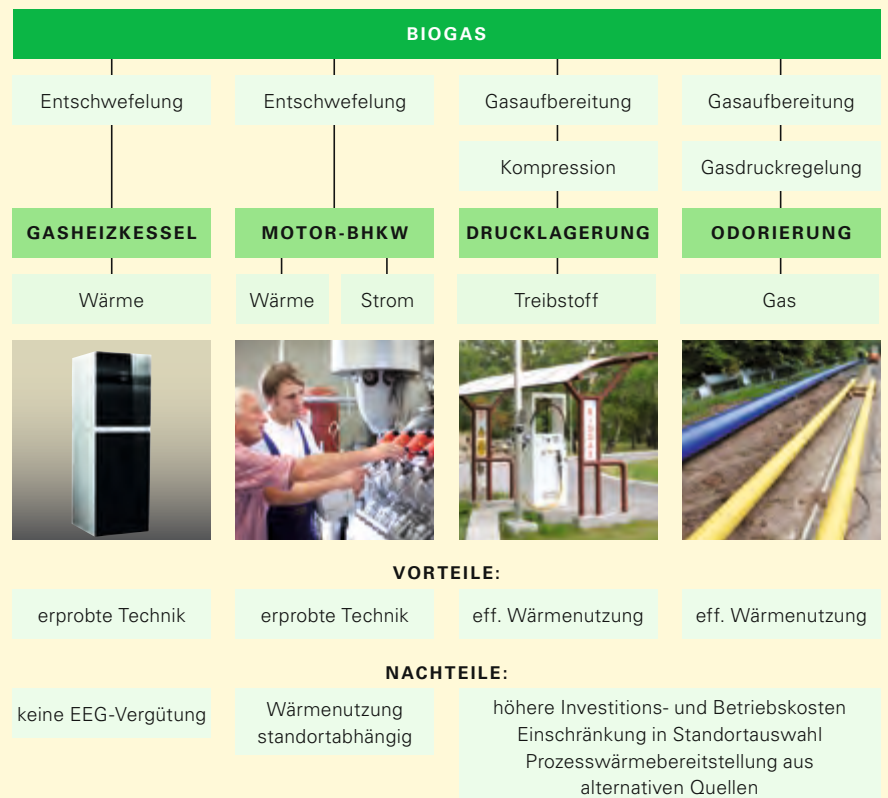 BIOGAS
Entschwefelung
Entschwefelung
Gasaufbereitung
Gasaufbereitung
Kompression
Gasdruckregelung
GASHEIZKESSEL
MOTOR-BHKW
DRUCKLAGERUNG
ODORIERUNG
Wärme
Wärme
Strom
Treibstoff
Gas
BIOGAS
VORTEILE:
erprobte Technik
erprobte Technik
eff. Wärmenutzung
eff. Wärmenutzung
NACHTEILE:
keine EEG-Vergütung
Wärmenutzung
standortabhängig
höhere Investitions- und Betriebskosten
Einschränkung in Standortauswahl
Prozesswärmebereitstellung aus
alternativen Quellen